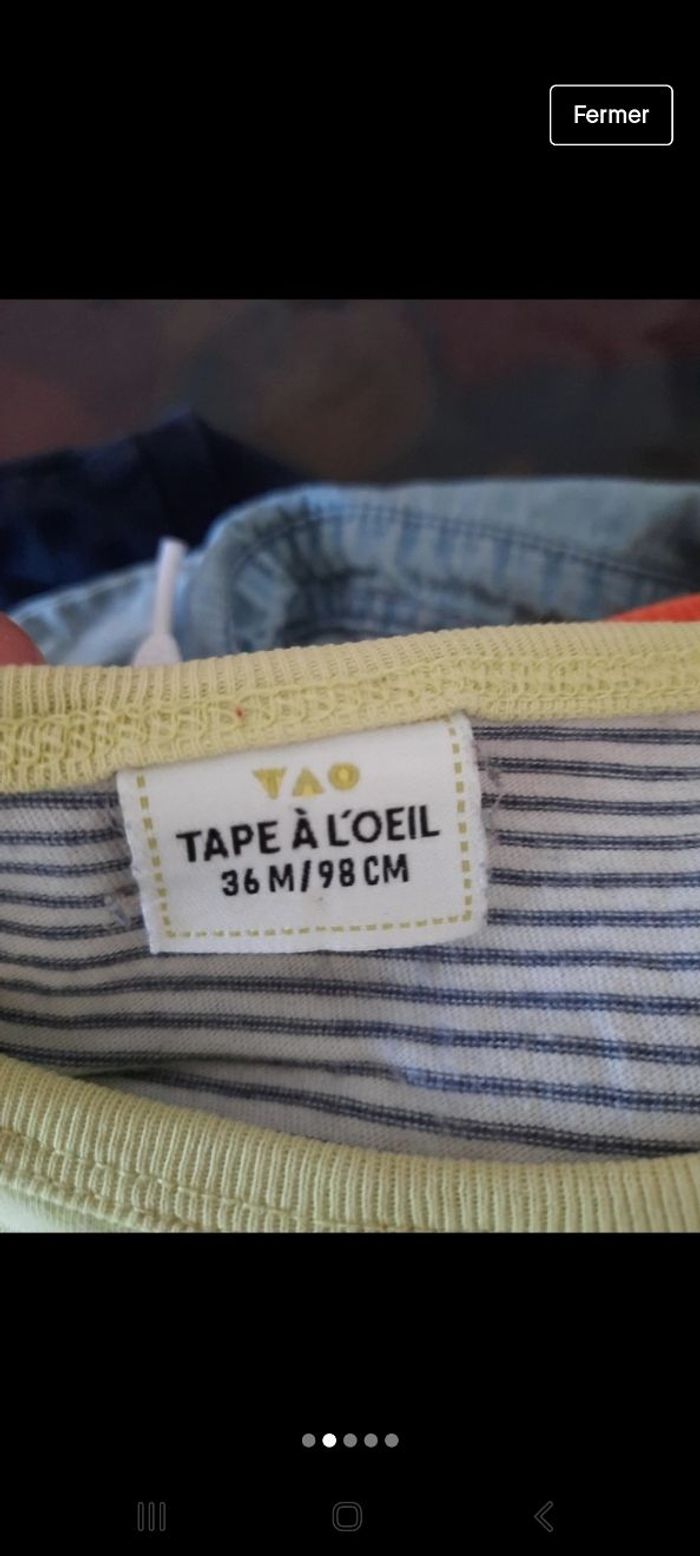 Fermer
TAO
TAPE À L'OEIL
36 M/98 CM